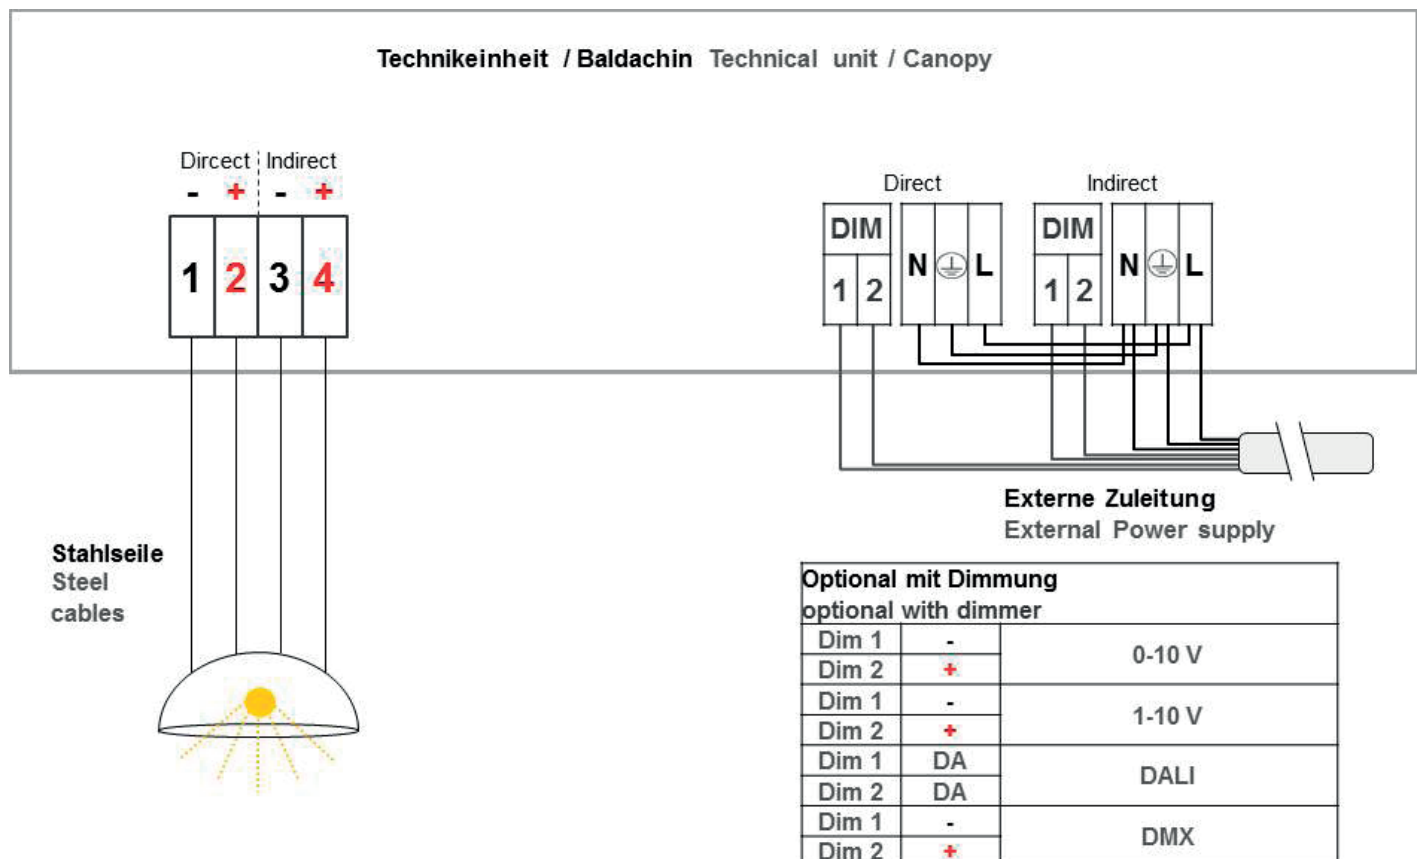 Technikeinheit / Baldachin Technical unit / Canopy
Dircect Indirect
- + - +
1 2 3 4
Direct Indirect
DIM DIM
N L N L
1 2 1 2
Externe Zuleitung
External Power supply
Stahlseile
Steel
cables
Optional mit Dimmung
optional with dimmer
Dim 1 -
0-10 V
Dim 2 +
Dim 1 -
1-10 V
Dim 2 +
Dim 1 DA
DALI
Dim 2 DA
Dim 1 -
DMX
Dim 2 +